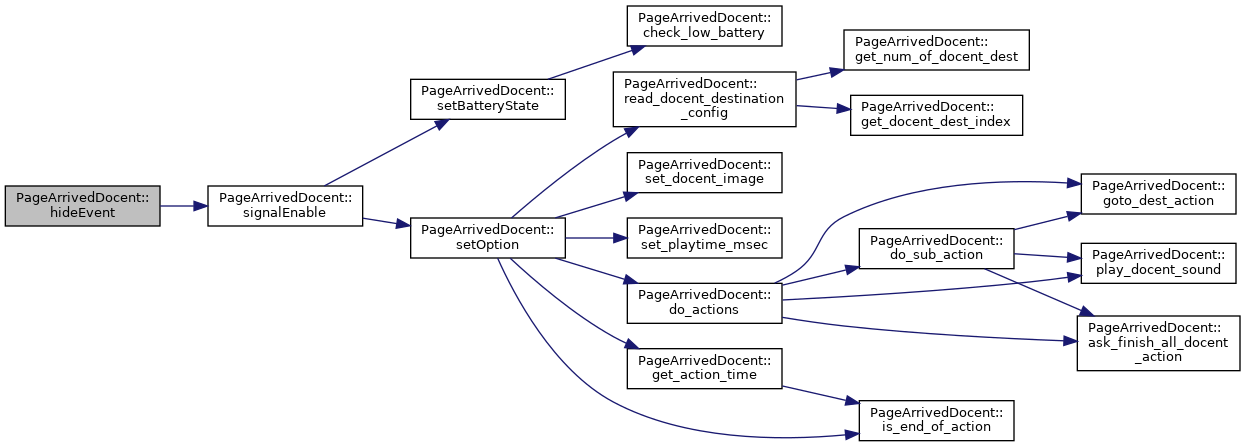 PageArrivedDocent::
hideEvent
PageArrivedDocent::
signalEnable
PageArrivedDocent::
setBatteryState
PageArrivedDocent::
setOption
PageArrivedDocent::
check_low_battery
PageArrivedDocent::
read_docent_destination
_config
PageArrivedDocent::
set_docent_image
PageArrivedDocent::
set_playtime_msec
PageArrivedDocent::
do_actions
PageArrivedDocent::
get_action_time
PageArrivedDocent::
get_num_of_docent_dest
PageArrivedDocent::
get_docent_dest_index
PageArrivedDocent::
do_sub_action
PageArrivedDocent::
is_end_of_action
PageArrivedDocent::
goto_dest_action
PageArrivedDocent::
play_docent_sound
PageArrivedDocent::
ask_finish_all_docent
_action